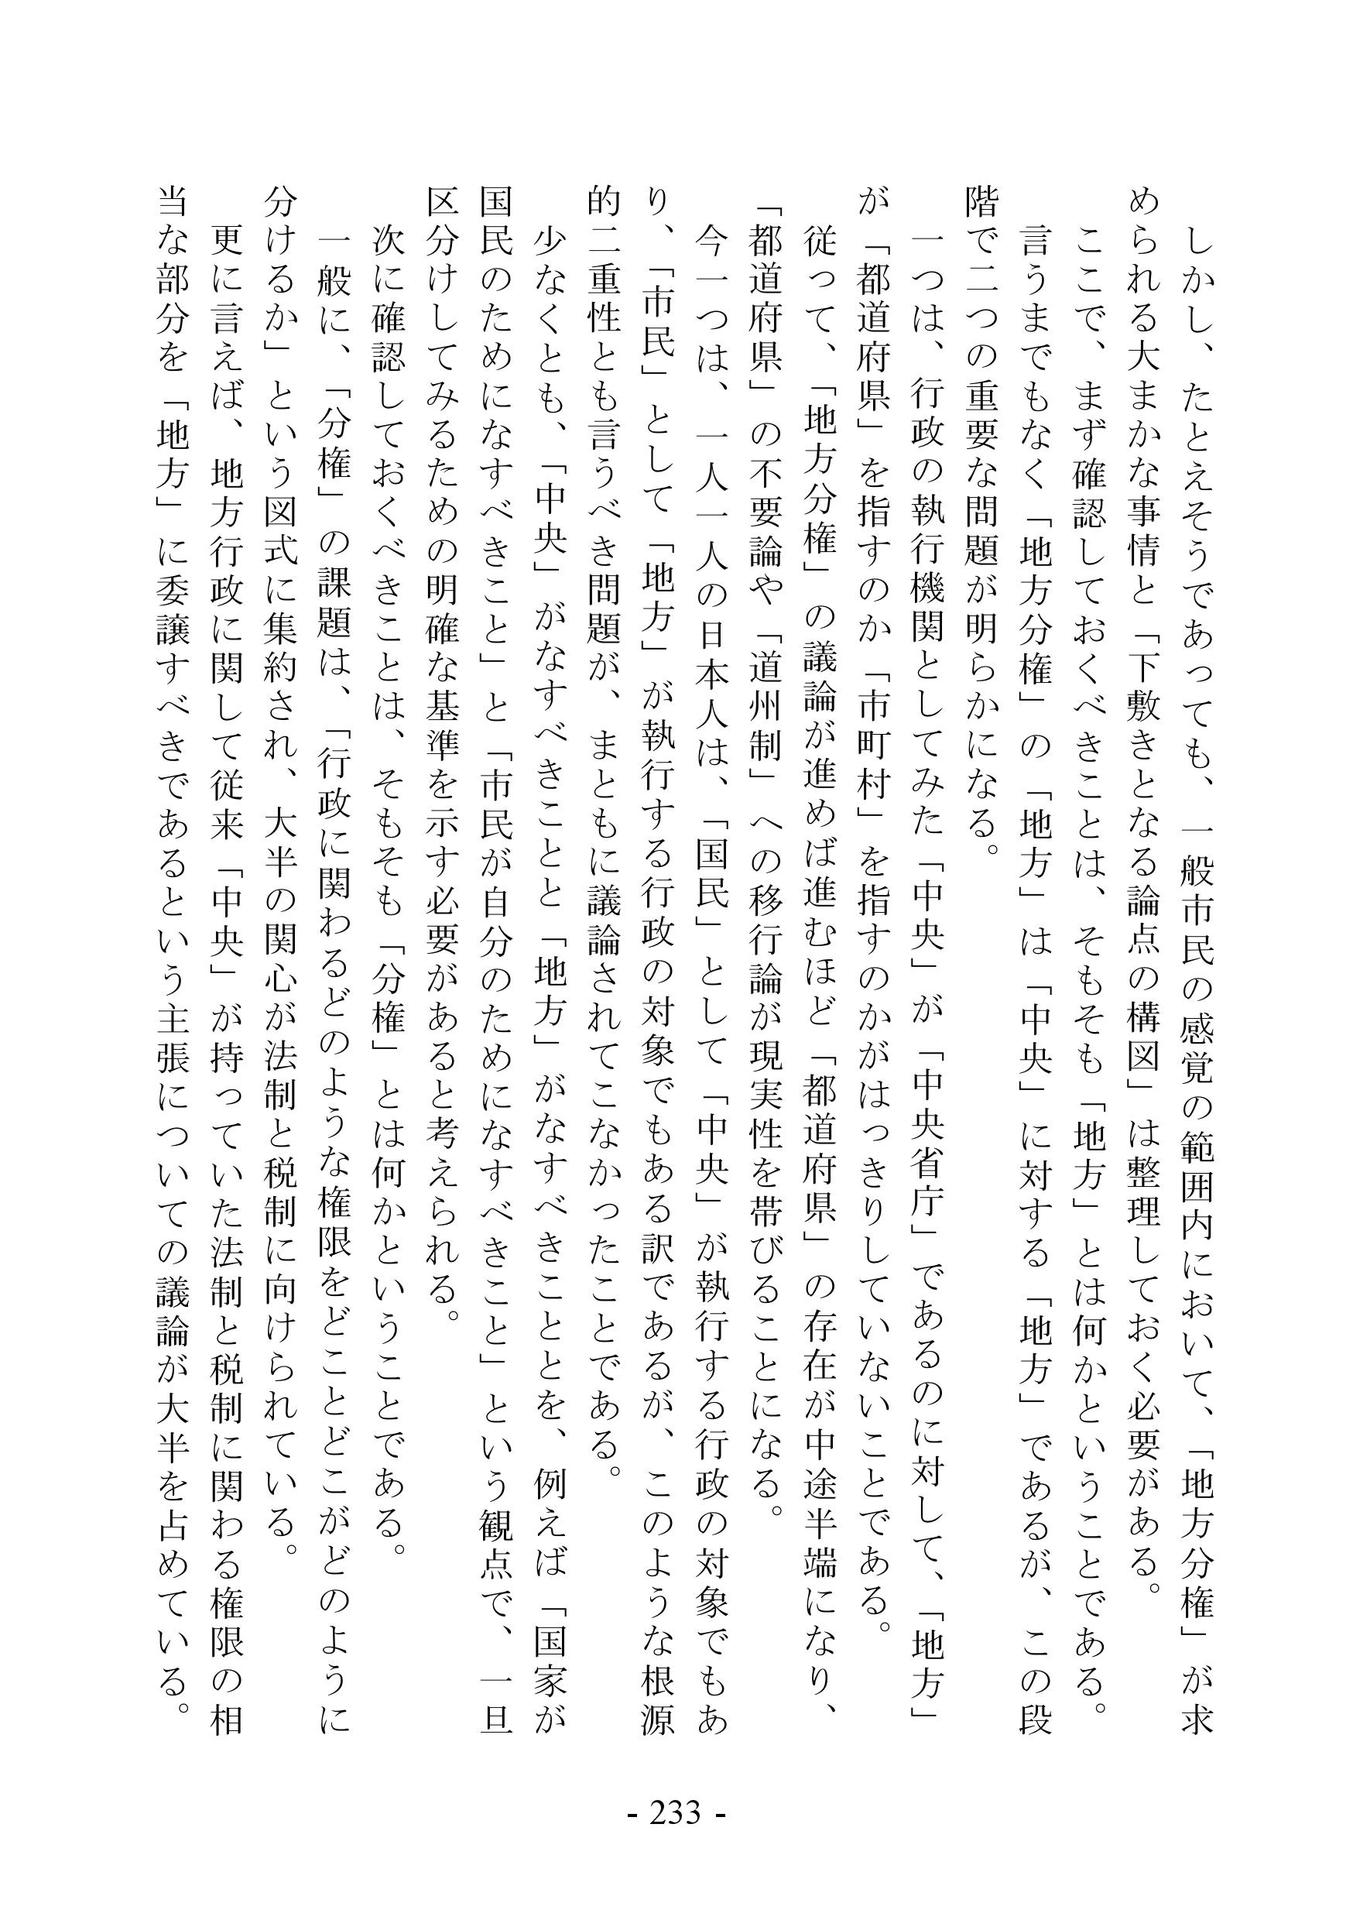 しかし、たとえそうであっても、一般市民の感覚の範囲内において、「地方分権」が求
められる大まかな事情と「下敷きとなる論点の構図」は整理しておく必要がある。
ここで、まず確認しておくべきことは、そもそも「地方」とは何かということである。
言うまでもなく「地方分権」の「地方」は「中央」に対する「地方」であるが、この段
階で二つの重要な問題が明らかになる。
一つは、行政の執行機関としてみた「中央」が「中央省庁」であるのに対して、「地方」
が「都道府県」を指すのか「市町村」を指すのかがはっきりしていないことである。
従って、「地方分権」の議論が進めば進むほど「都道府県」の存在が中途半端になり、
「都道府県」の不要論や「道州制」への移行論が現実性を帯びることになる。
今一つは、一人一人の日本人は、「国民」として「中央」が執行する行政の対象でもあ
り、「市民」として「地方」が執行する行政の対象でもある訳であるが、このような根源
的二重性とも言うべき問題が、まともに議論されてこなかったことである。
少なくとも、「中央」がなすべきことと「地方」がなすべきこととを、例えば「国家が
国民のためになすべきこと」と「市民が自分のためになすべきこと」という観点で、一旦
区分けしてみるための明確な基準を示す必要があると考えられる。
次に確認しておくべきことは、そもそも「分権」とは何かということである。
一般に、「分権」の課題は、「行政に関わるどのような権限をどことどこがどのように
分けるか」という図式に集約され、大半の関心が法制と税制に向けられている。
更に言えば、地方行政に関して従来「中央」が持っていた法制と税制に関わる権限の相
当な部分を「地方」に委譲すべきであるという主張についての議論が大半を占めている。
- 233 -